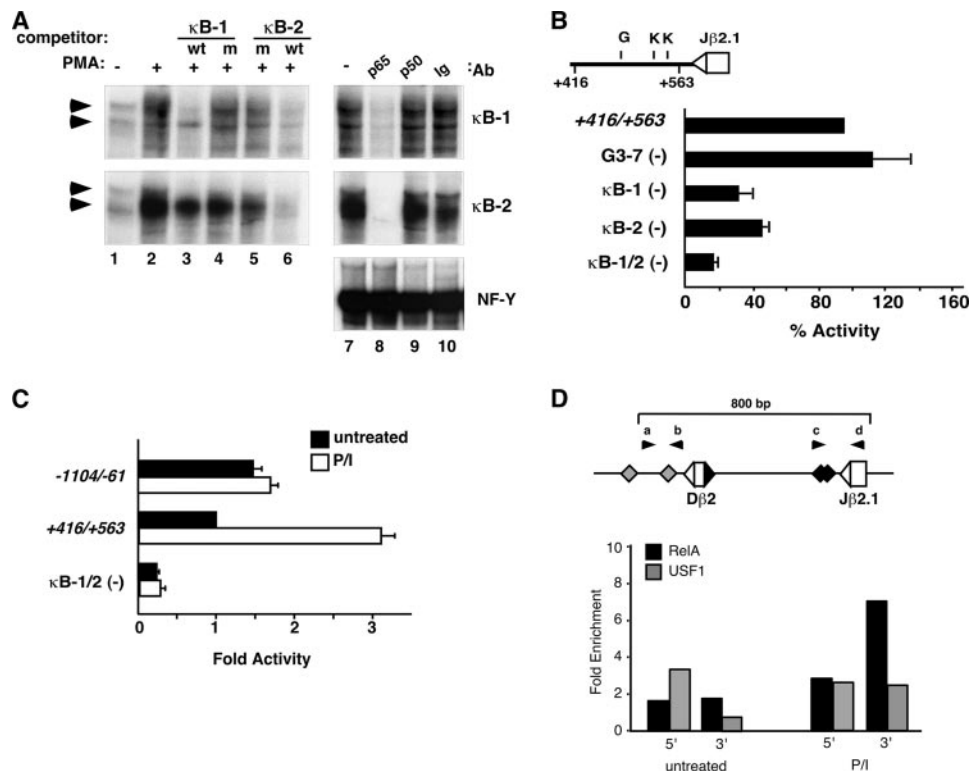 A
κB-1 κB-2
competitor: wt m m wt
PMA: - + + + + +
- p65 p50 Ig :Ab
κB-1
κB-2
1 2 3 4 5 6
NF-Y
7 8 9 10
B
G K K Jβ2.1
+416 +563
+416/+563
G3-7 (-)
κB-1 (-)
κB-2 (-)
κB-1/2 (-)
0 40 80 120 160
% Activity
C
untreated
P/I
-1104/-61
+416/+563
κB-1/2 (-)
0 1 2 3
Fold Activity
D
800 bp
a b c d
Dβ2 Jβ2.1
RelA
USF1
10
8
6
4
2
0
Fold Enrichment
5' 3' 5' 3'
untreated P/I